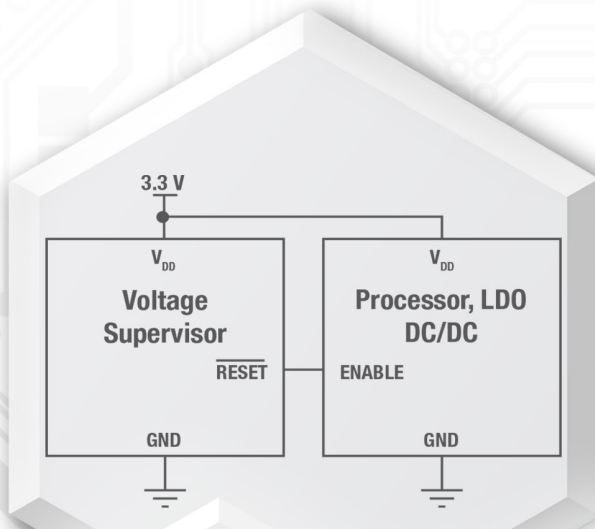 3.3 V
VDD
VDD
Voltage
Supervisor
Processor, LDO
DC/DC
RESET
ENABLE
GND
GND